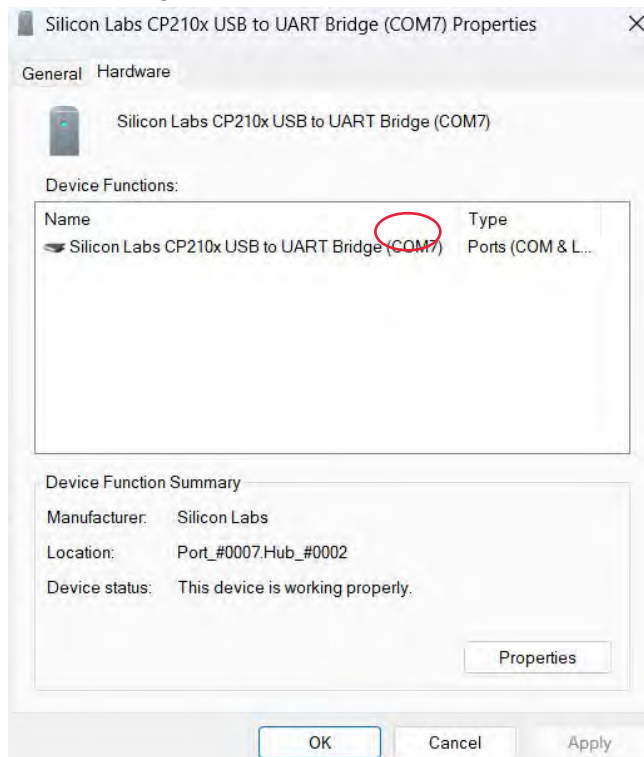 Silicon Labs CP210x USB to UART Bridge (COM7) Properties
General Hardware
Silicon Labs CP210x USB to UART Bridge (COM7)
Device Functions:
Name Type
Silicon Labs CP210x USB to UART Bridge (COM7) Ports (COM & L...
Device Function Summary
Manufacturer: Silicon Labs
Location: Port_#0007.Hub_#0002
Device status: This device is working properly.
Properties
OK Cancel Apply